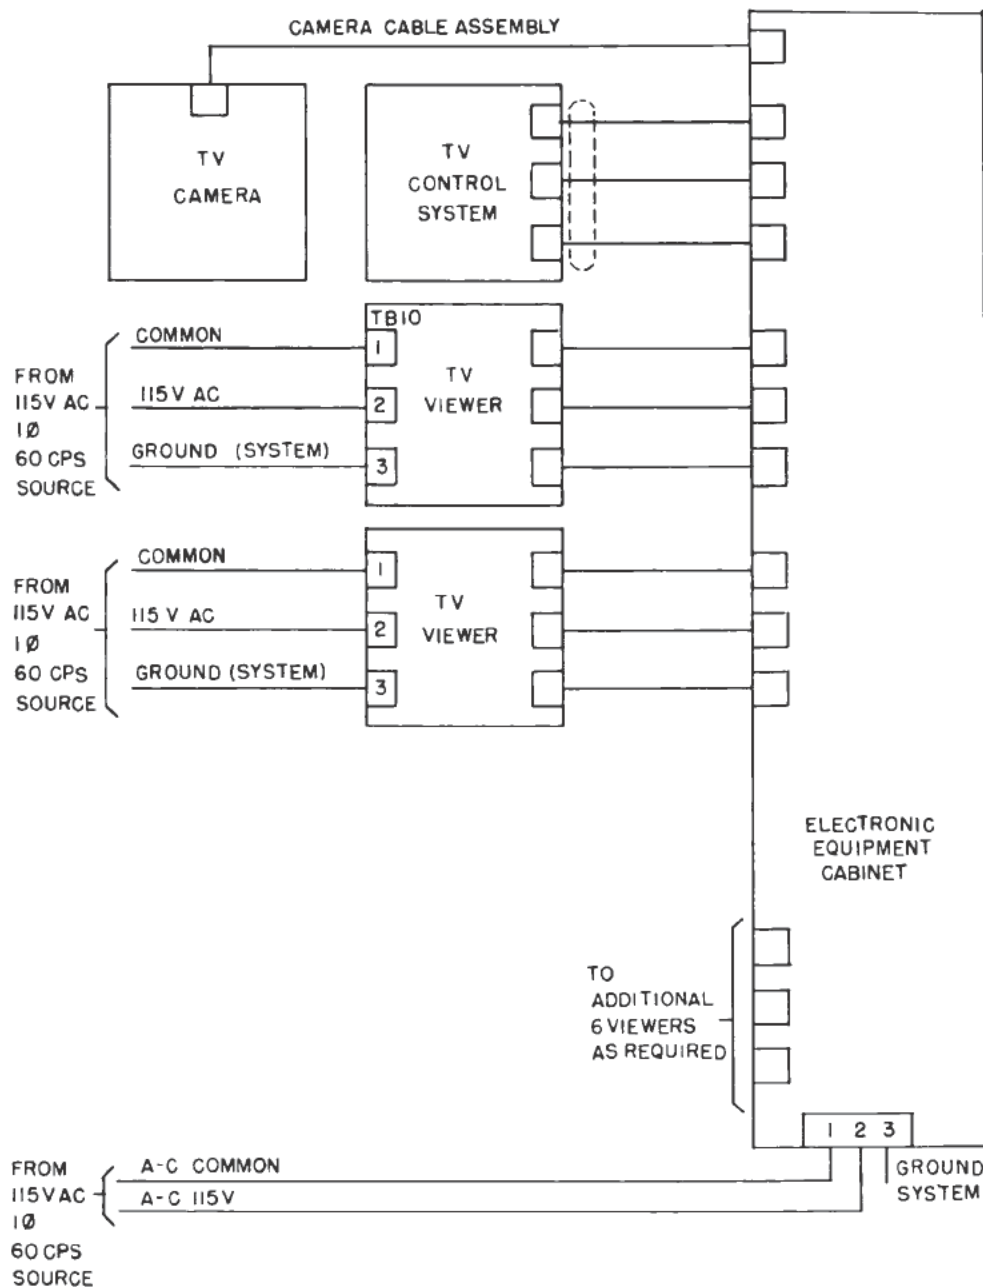 CAMERA CABLE ASSEMBLY
TV
CAMERA
TV
CONTROL
SYSTEM
TB10
COMMON
1
FROM
115V AC
1Ø
60 CPS
SOURCE
115V AC
2
GROUND (SYSTEM)
3
TV
VIEWER
COMMON
1
FROM
115V AC
1Ø
60 CPS
SOURCE
115 V AC
2
GROUND (SYSTEM)
3
TV
VIEWER
ELECTRONIC
EQUIPMENT
CABINET
TO
ADDITIONAL
6 VIEWERS
AS REQUIRED
1 2 3
FROM
115V AC
1Ø
60 CPS
SOURCE
A-C COMMON
A-C 115V
GROUND
SYSTEM